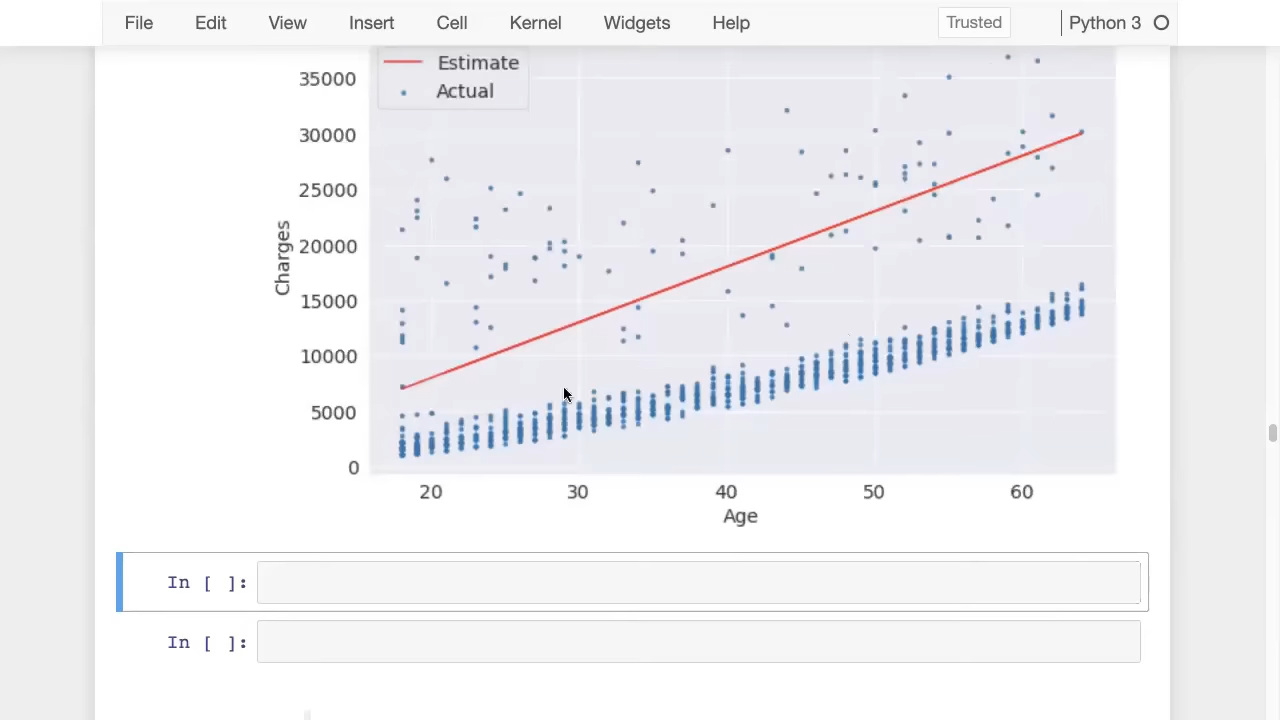 File Edit View Insert Cell Kernel Widgets Help Trusted Python 3
Estimate
Actual
35000
30000
25000
20000
15000
10000
5000
0
Charges
20 30 40 50 60
Age
In [ ]:
In [ ]: